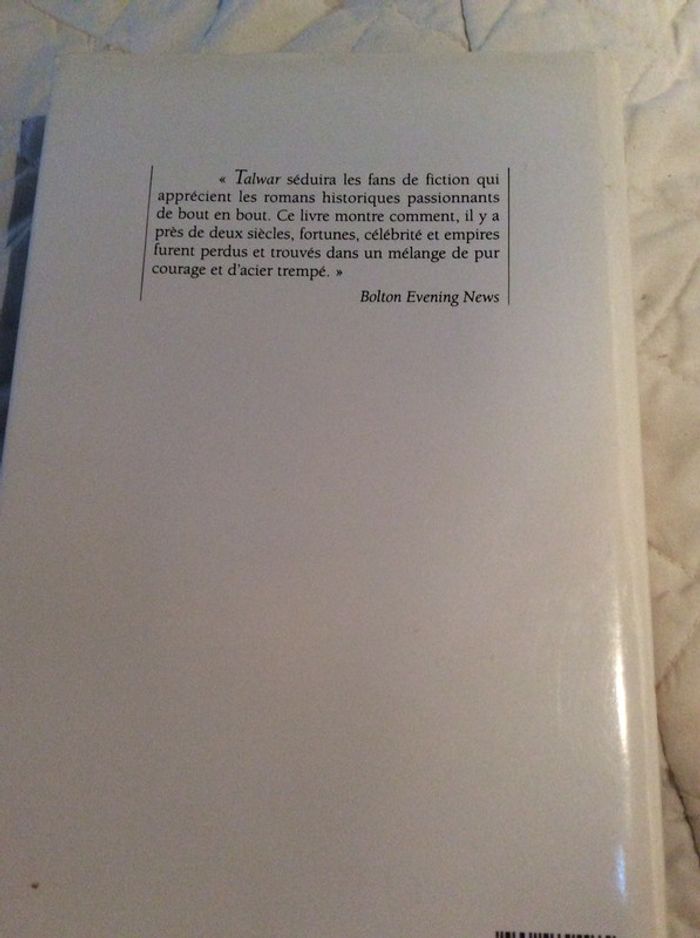 « Talwar séduira les fans de fiction qui
apprécient les romans historiques passionnants
de bout en bout. Ce livre montre comment, il y a
près de deux siècles, fortunes, célébrité et empires
furent perdus et trouvés dans un mélange de pur
courage et d'acier trempé. »
Bolton Evening News